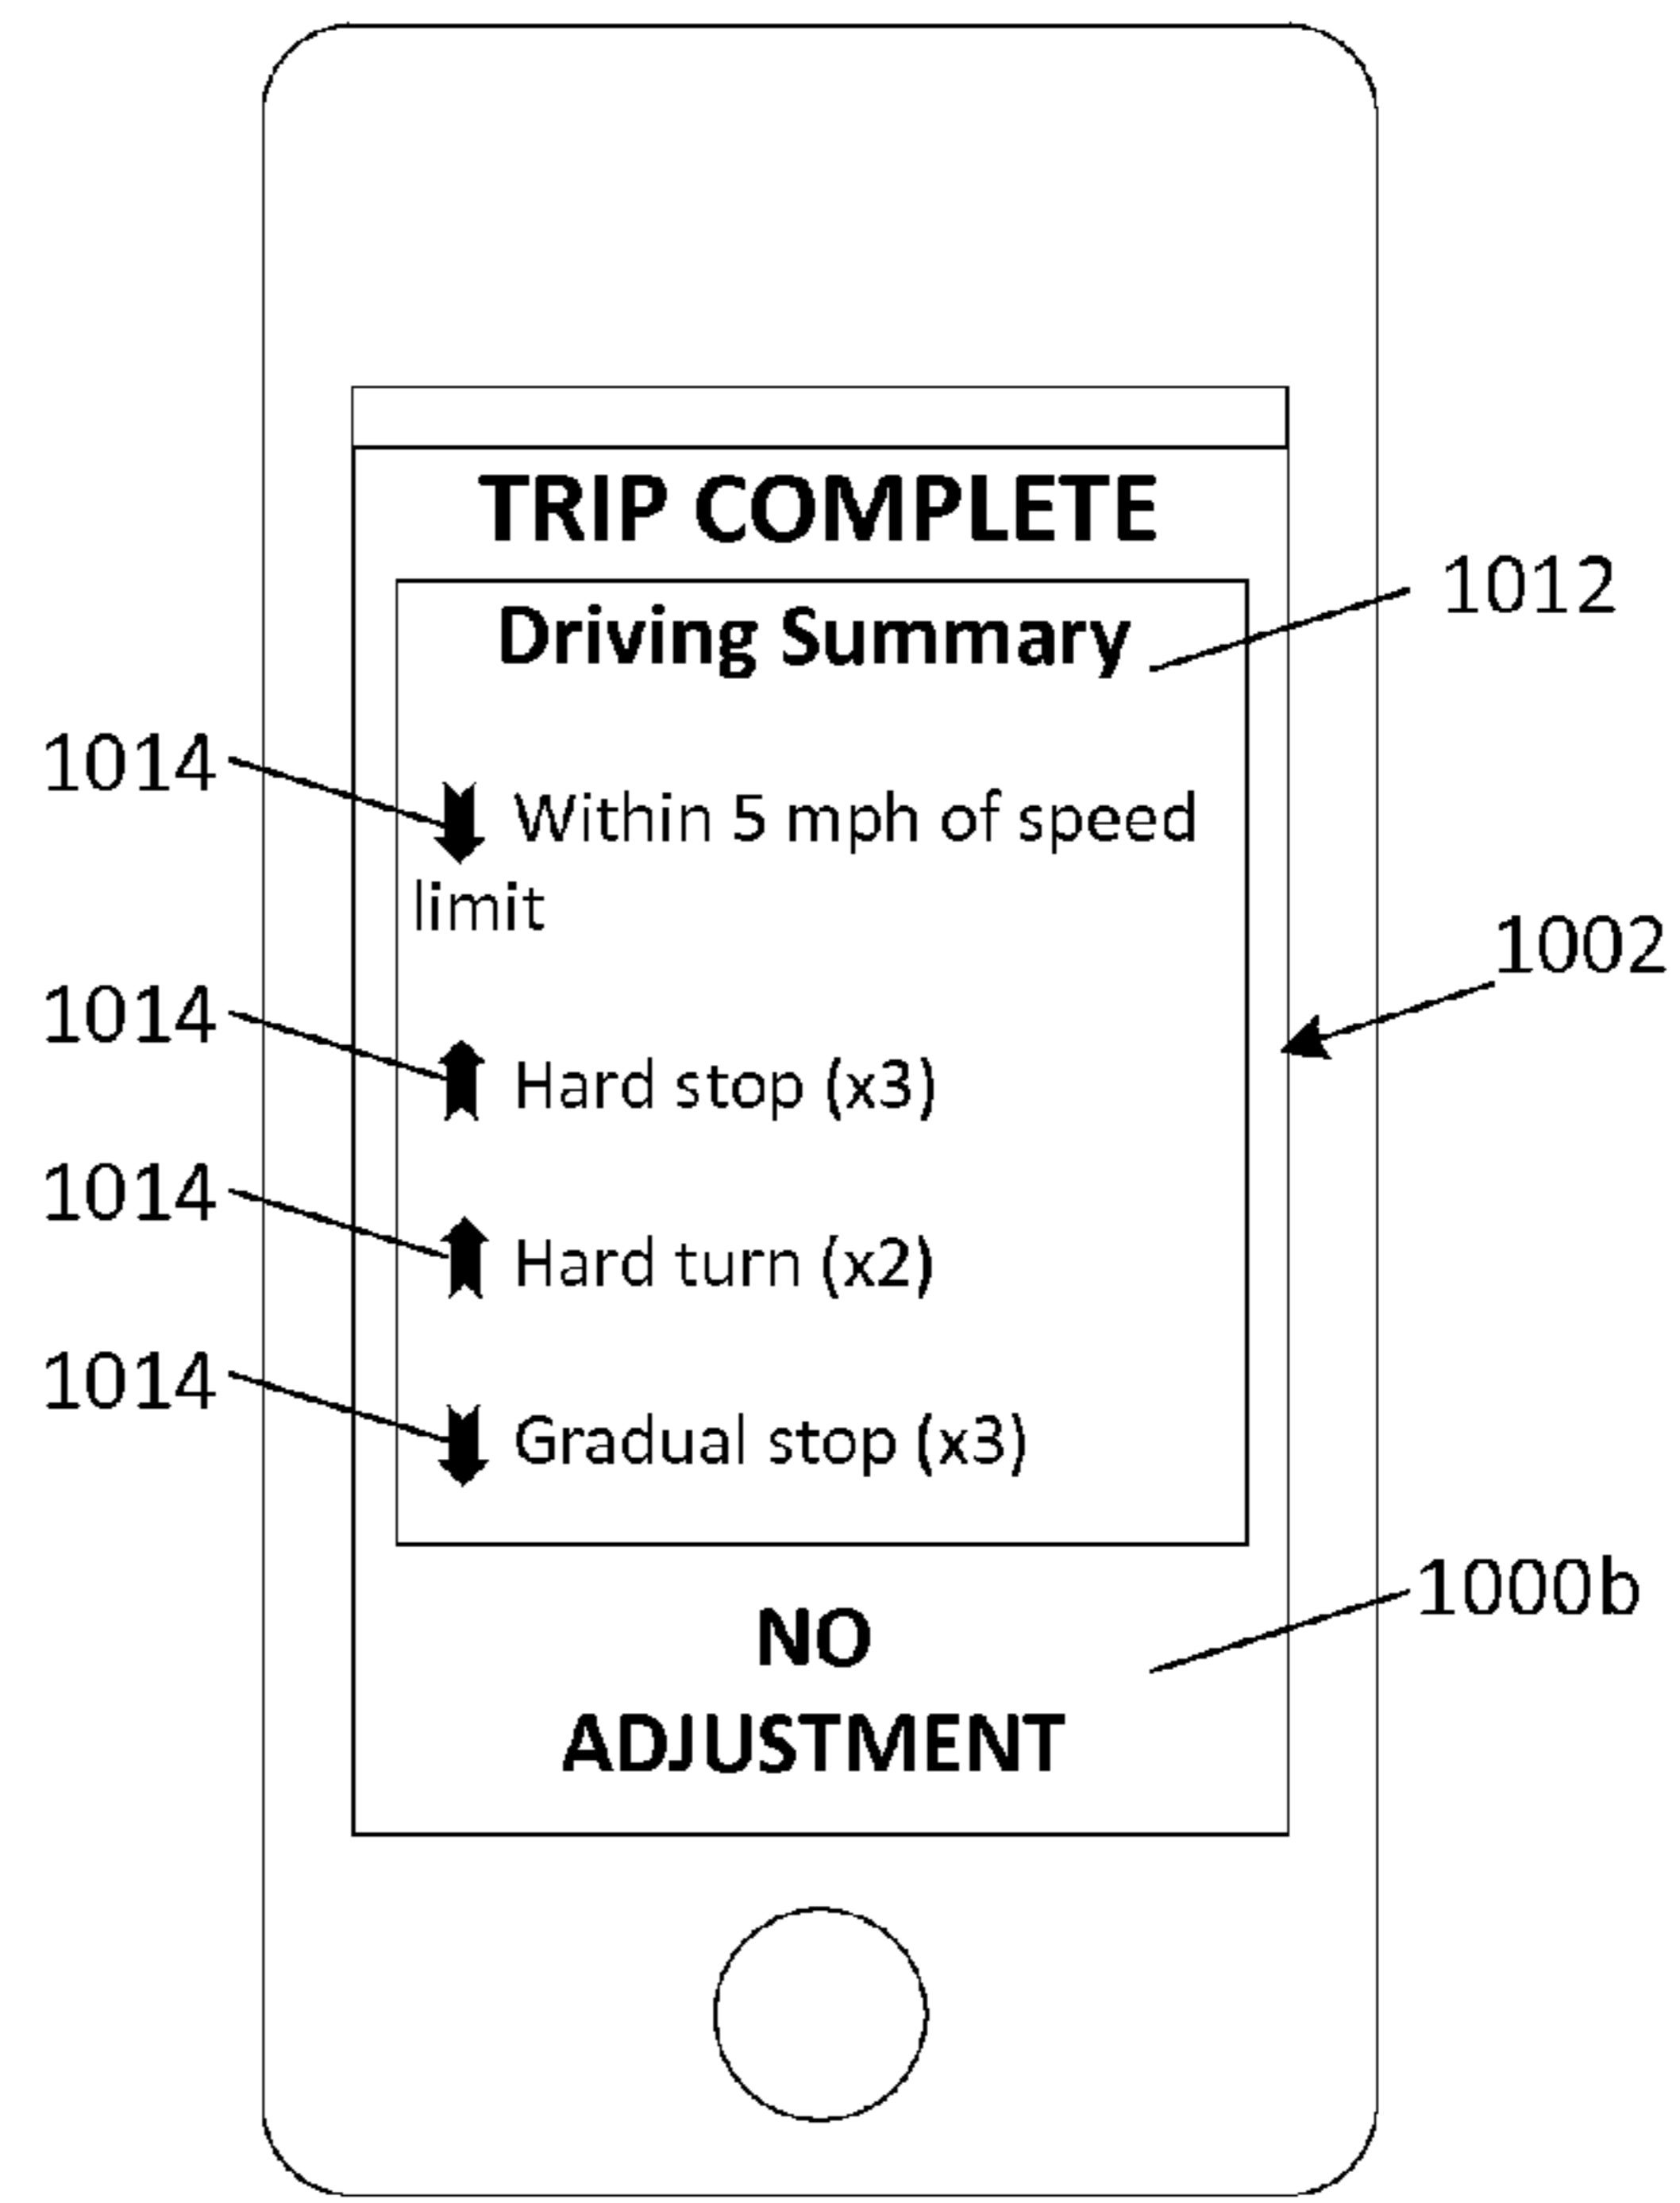 TRIP COMPLETE
1012
Driving Summary
1014
Within 5 mph of speed
limit
1002
1014
Hard stop (x3)
1014
Hard turn (x2)
1014
Gradual stop (x3)
1000b
NO
ADJUSTMENT